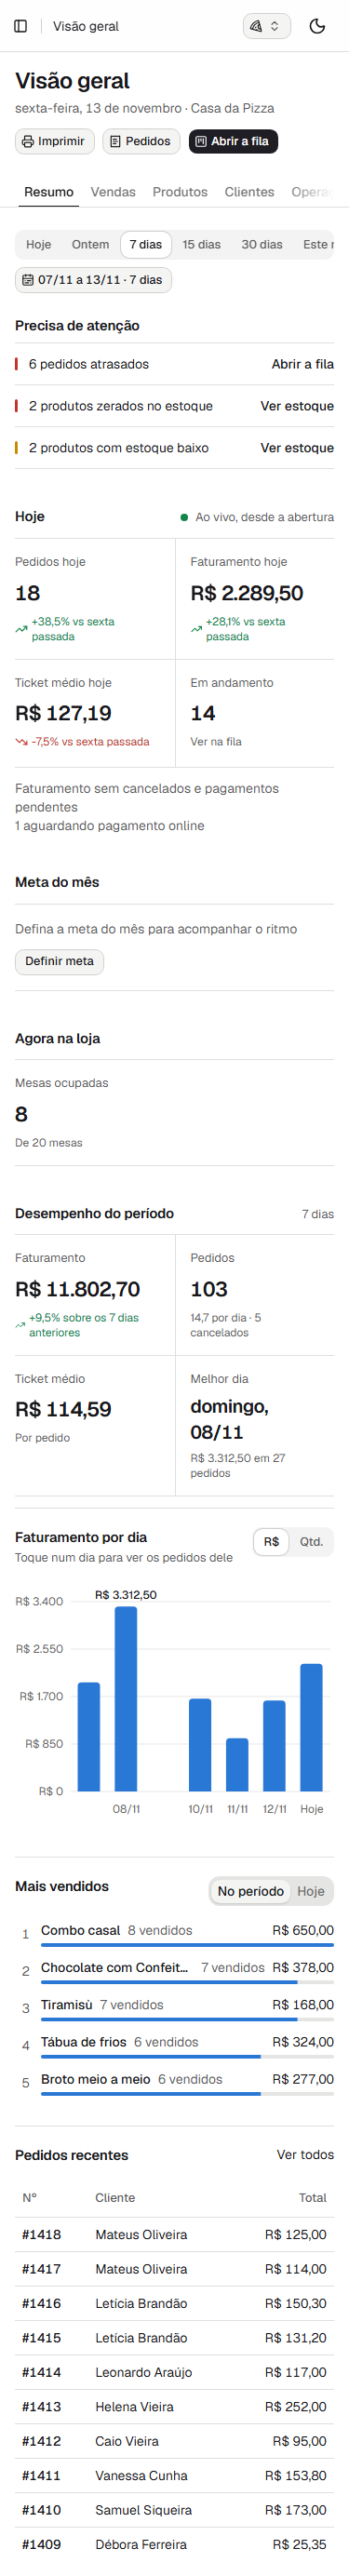 Visão geral
Visão geral
sexta-feira, 13 de novembro · Casa da Pizza
Imprimir
Pedidos
Abrir a fila
Resumo
Vendas
Produtos
Clientes
Opera
Hoje
Ontem
7 dias
15 dias
30 dias
Este
07/11 a 13/11 · 7 dias
Precisa de atenção
6 pedidos atrasados
Abrir a fila
2 produtos zerados no estoque
Ver estoque
2 produtos com estoque baixo
Ver estoque
Hoje
Ao vivo, desde a abertura
Pedidos hoje
18
+38,5% vs sexta
passada
Faturamento hoje
R$ 2.289,50
+28,1% vs sexta
passada
Ticket médio hoje
R$ 127,19
-7,5% vs sexta passada
Em andamento
14
Ver na fila
Faturamento sem cancelados e pagamentos
pendentes
1 aguardando pagamento online
Meta do mês
Defina a meta do mês para acompanhar o ritmo
Definir meta
Agora na loja
Mesas ocupadas
8
De 20 mesas
Desempenho do período
7 dias
Faturamento
R$ 11.802,70
+9,5% sobre os 7 dias
anteriores
Pedidos
103
14,7 por dia · 5
cancelados
Ticket médio
R$ 114,59
Por pedido
Melhor dia
domingo,
08/11
R$ 3.312,50 em 27
pedidos
Faturamento por dia
Toque num dia para ver os pedidos dele
R$
Qtd.
R$ 3.312,50
R$ 3.400
R$ 2.550
R$ 1.700
R$ 850
R$ 0
08/11
10/11
11/11
12/11
Hoje
Mais vendidos
No período
Hoje
1 Combo casal 8 vendidos R$ 650,00
2 Chocolate com Confeit... 7 vendidos R$ 378,00
3 Tiramisù 7 vendidos R$ 168,00
4 Tábua de frios 6 vendidos R$ 324,00
5 Broto meio a meio 6 vendidos R$ 277,00
Pedidos recentes
Ver todos
Nº Cliente Total
#1418 Mateus Oliveira R$ 125,00
#1417 Mateus Oliveira R$ 114,00
#1416 Letícia Brandão R$ 150,30
#1415 Letícia Brandão R$ 131,20
#1414 Leonardo Araújo R$ 117,00
#1413 Helena Vieira R$ 252,00
#1412 Caio Vieira R$ 95,00
#1411 Vanessa Cunha R$ 153,80
#1410 Samuel Siqueira R$ 173,00
#1409 Débora Ferreira R$ 25,35